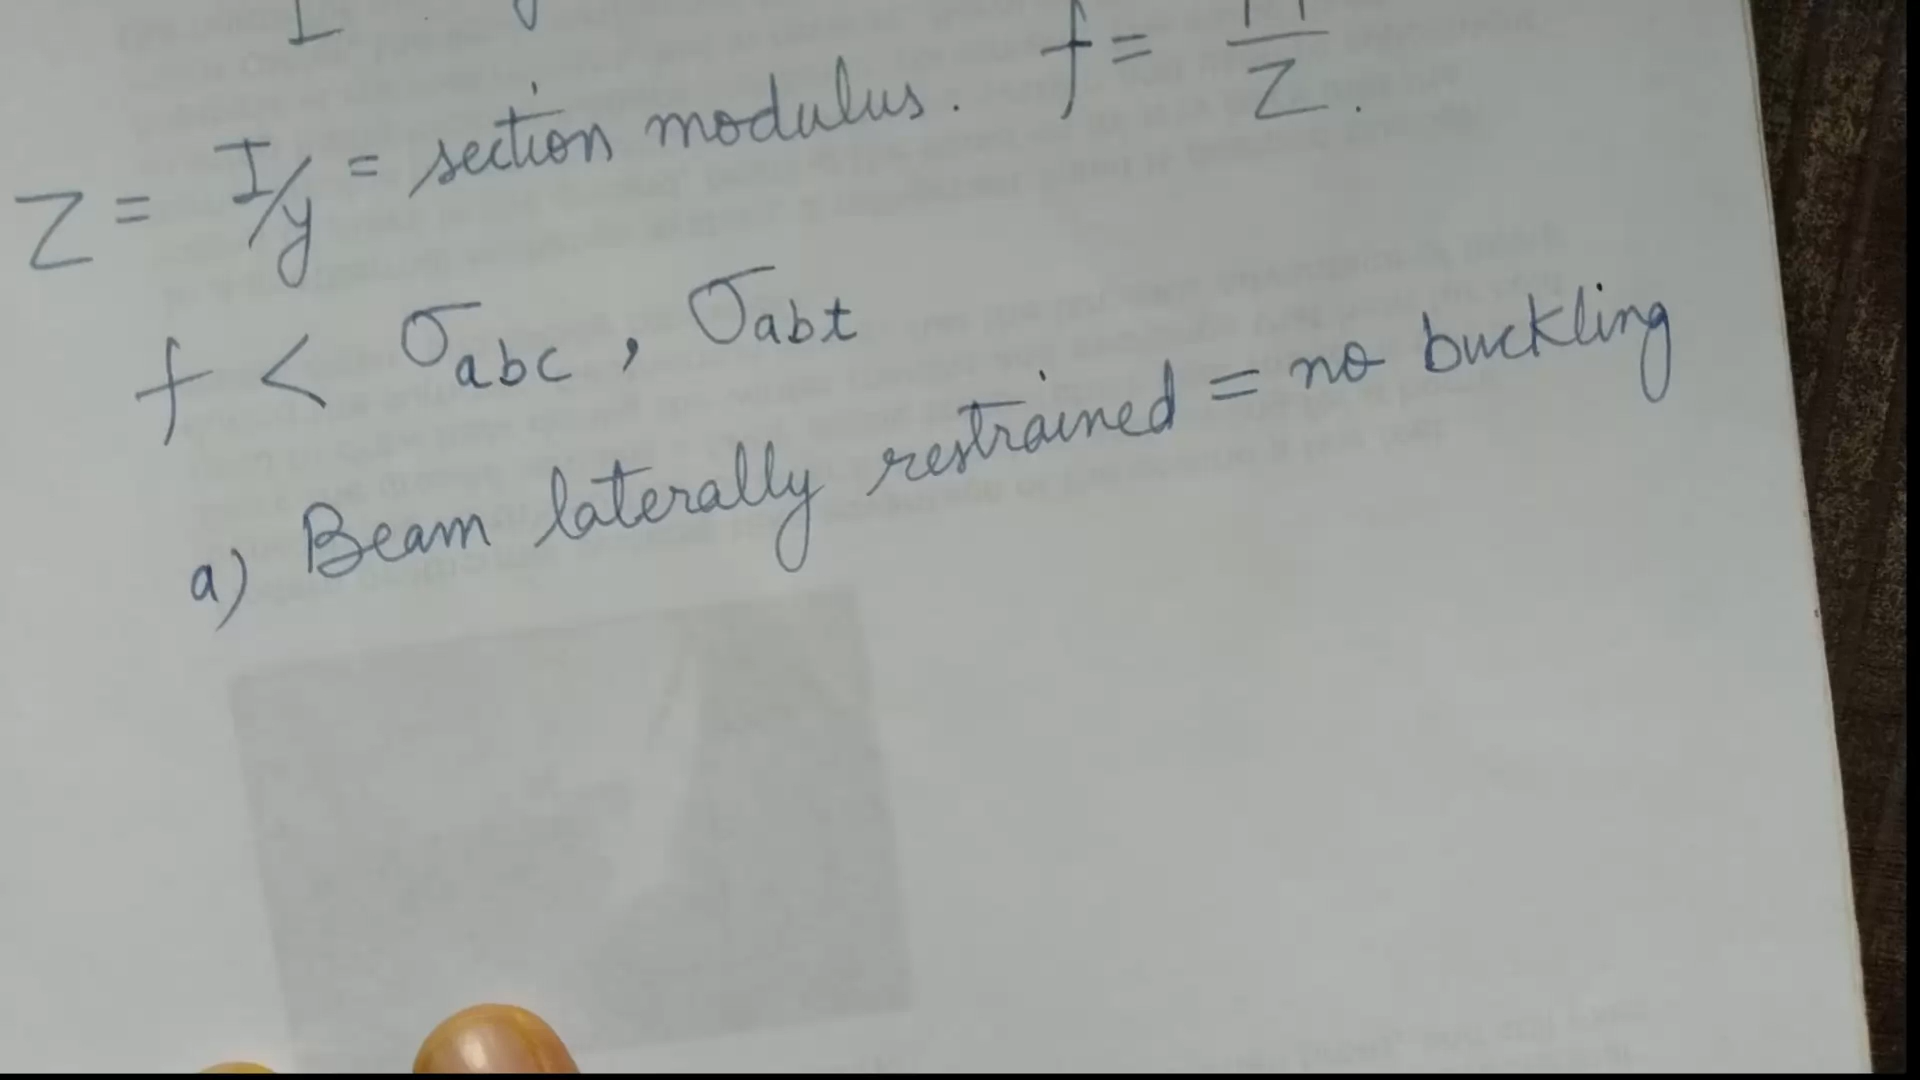 f = M/Z.
Z = I/y = section modulus.
f < σabc, σabt
a) Beam laterally restrained = no buckling